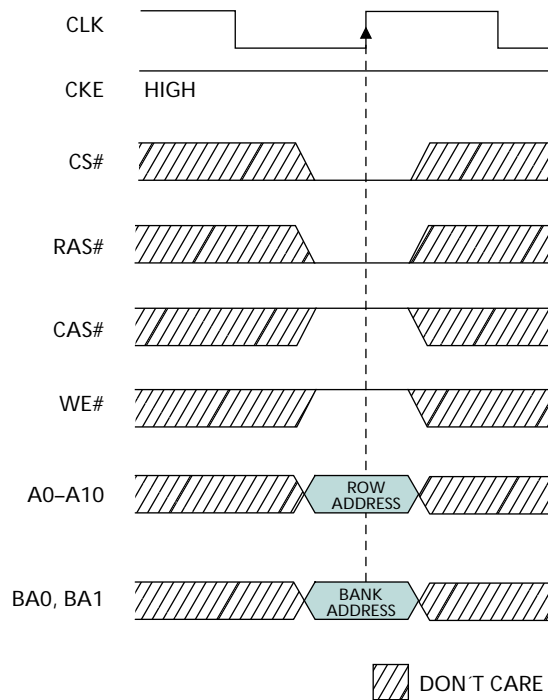 CLK
CKE HIGH
CS#
RAS#
CAS#
WE#
A0–A10 ROW ADDRESS
BA0, BA1 BANK ADDRESS
DON´T CARE